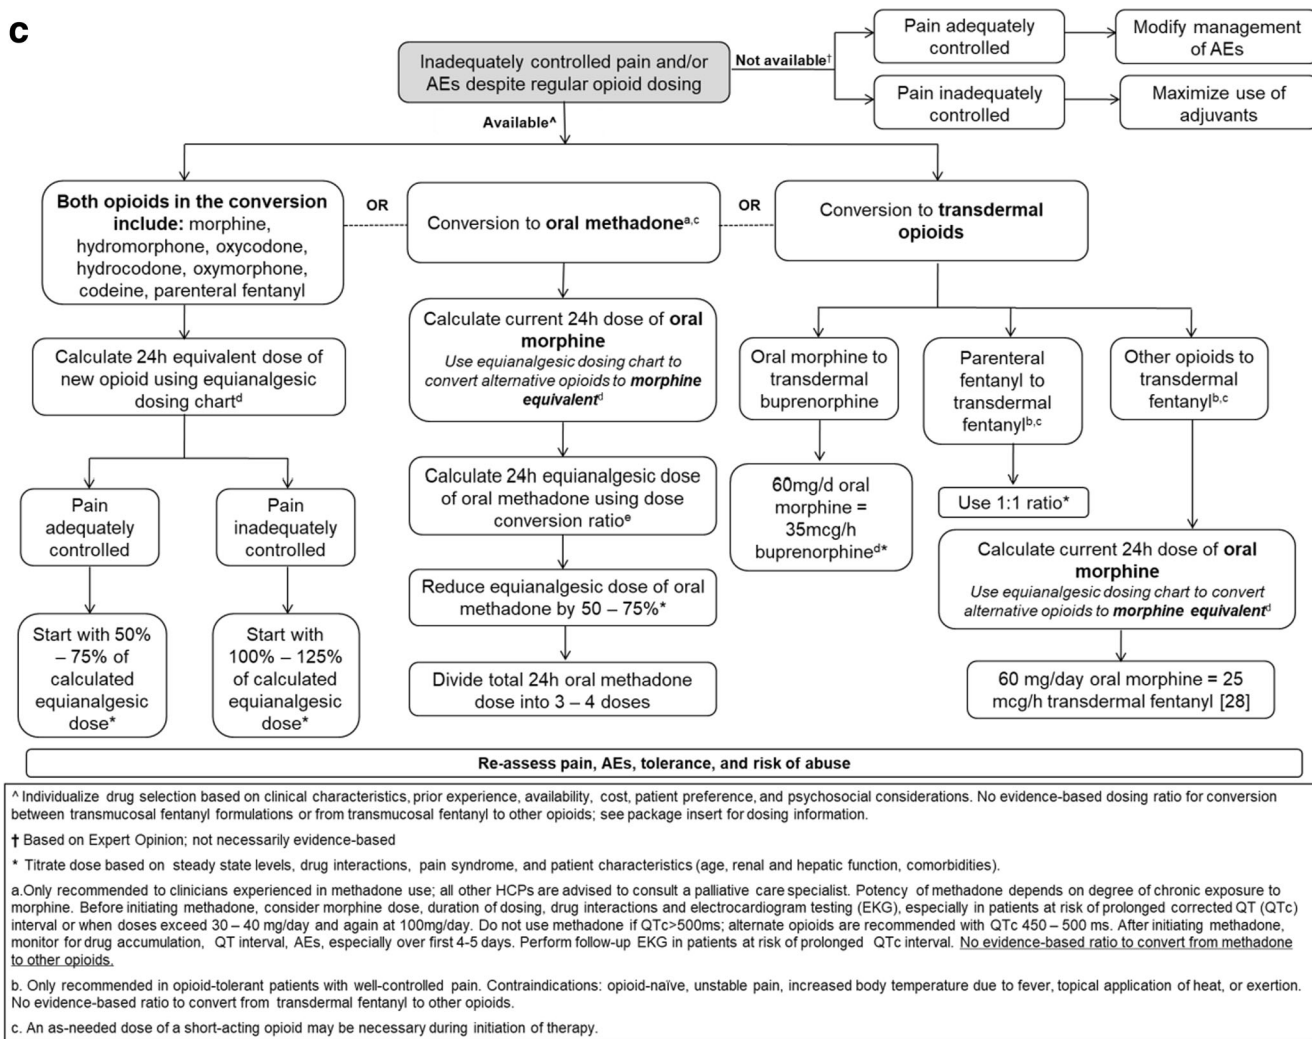 c
Inadequately controlled pain and/or
AEs despite regular opioid dosing
Not available†
Pain adequately
controlled
Modify management
of AEs
Pain inadequately
controlled
Maximize use of
adjuvants
Available^
Both opioids in the conversion
include: morphine,
hydromorphone, oxycodone,
hydrocodone, oxymorphone,
codeine, parenteral fentanyl
OR
Conversion to oral methadoneᵃ,ᶜ
OR
Conversion to transdermal
opioids
Calculate 24h equivalent dose of
new opioid using equianalgesic
dosing chartᵈ
Pain
adequately
controlled
Pain
inadequately
controlled
Start with 50%
– 75% of
calculated
equianalgesic
dose*
Start with
100% – 125%
of calculated
equianalgesic
dose*
Calculate current 24h dose of oral
morphine
Use equianalgesic dosing chart to
convert alternative opioids to morphine
equivalentᵈ
Calculate 24h equianalgesic dose
of oral methadone using dose
conversion ratioᵉ
Reduce equianalgesic dose of oral
methadone by 50 – 75%*
Divide total 24h oral methadone
dose into 3 – 4 doses
Oral morphine to
transdermal
buprenorphine
60mg/d oral
morphine =
35mcg/h
buprenorphineᵈ*
Parenteral
fentanyl to
transdermal
fentanylᵇ,ᶜ
Use 1:1 ratio*
Other opioids to
transdermal
fentanylᵇ,ᶜ
Calculate current 24h dose of oral
morphine
Use equianalgesic dosing chart to convert
alternative opioids to morphine equivalentᵈ
60 mg/day oral morphine = 25
mcg/h transdermal fentanyl [28]
Re-assess pain, AEs, tolerance, and risk of abuse
^ Individualize drug selection based on clinical characteristics, prior experience, availability, cost, patient preference, and psychosocial considerations. No evidence-based dosing ratio for conversion
between transmucosal fentanyl formulations or from transmucosal fentanyl to other opioids; see package insert for dosing information.
† Based on Expert Opinion; not necessarily evidence-based
* Titrate dose based on steady state levels, drug interactions, pain syndrome, and patient characteristics (age, renal and hepatic function, comorbidities).
a.Only recommended to clinicians experienced in methadone use; all other HCPs are advised to consult a palliative care specialist. Potency of methadone depends on degree of chronic exposure to
morphine. Before initiating methadone, consider morphine dose, duration of dosing, drug interactions and electrocardiogram testing (EKG), especially in patients at risk of prolonged corrected QT (QTc)
interval or when doses exceed 30 – 40 mg/day and again at 100mg/day. Do not use methadone if QTc>500ms; alternate opioids are recommended with QTc 450 – 500 ms. After initiating methadone,
monitor for drug accumulation, QT interval, AEs, especially over first 4-5 days. Perform follow-up EKG in patients at risk of prolonged QTc interval. No evidence-based ratio to convert from methadone
to other opioids.
b. Only recommended in opioid-tolerant patients with well-controlled pain. Contraindications: opioid-naïve, unstable pain, increased body temperature due to fever, topical application of heat, or exertion.
No evidence-based ratio to convert from transdermal fentanyl to other opioids.
c. An as-needed dose of a short-acting opioid may be necessary during initiation of therapy.